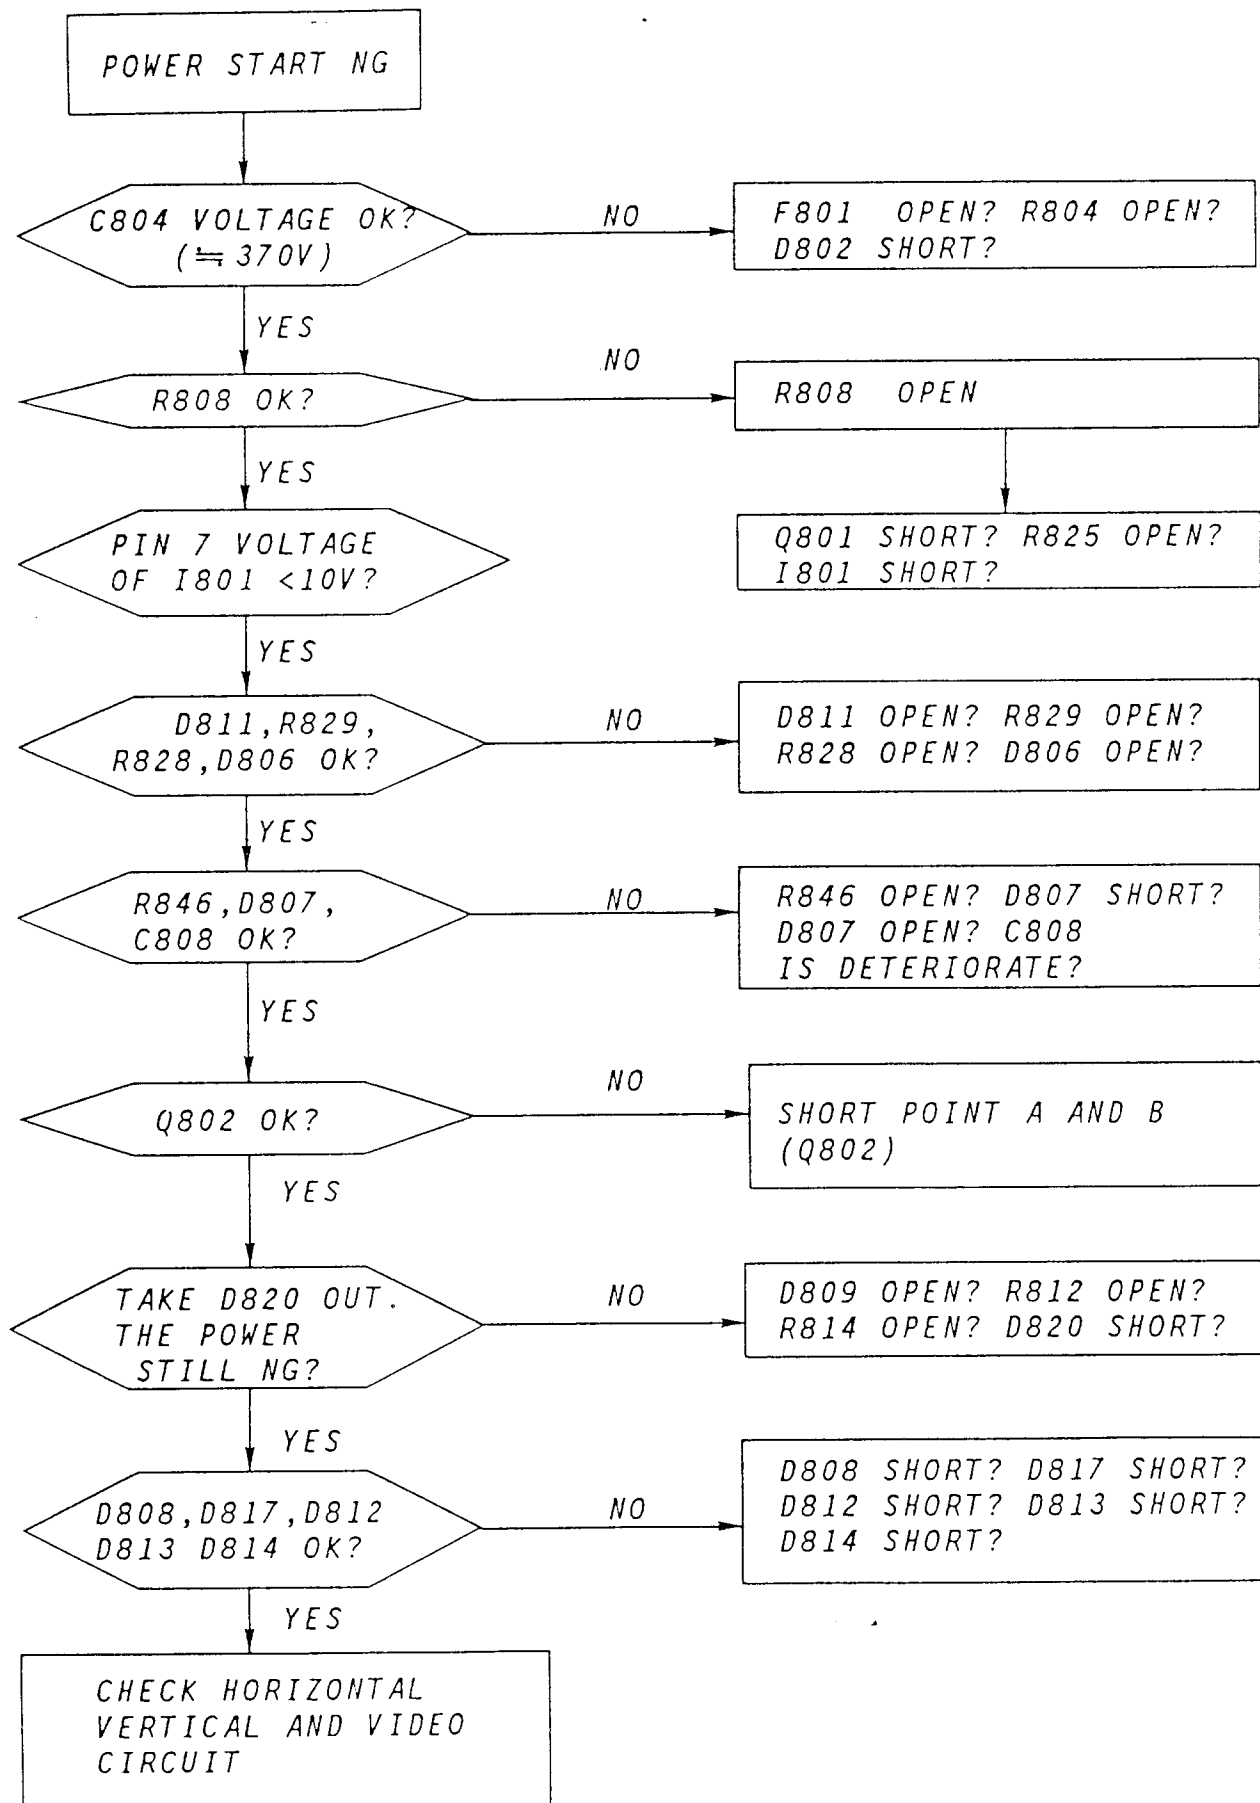 POWER START NG
C804 VOLTAGE OK?
(≒370V)
NO
F801 OPEN? R804 OPEN?
D802 SHORT?
YES
R808 OK?
NO
R808 OPEN
YES
Q801 SHORT? R825 OPEN?
I801 SHORT?
PIN 7 VOLTAGE
OF I801 <10V?
YES
D811,R829,
R828,D806 OK?
NO
D811 OPEN? R829 OPEN?
R828 OPEN? D806 OPEN?
YES
R846,D807,
C808 OK?
NO
R846 OPEN? D807 SHORT?
D807 OPEN? C808
IS DETERIORATE?
YES
Q802 OK?
NO
SHORT POINT A AND B
(Q802)
YES
TAKE D820 OUT.
THE POWER
STILL NG?
NO
D809 OPEN? R812 OPEN?
R814 OPEN? D820 SHORT?
YES
D808,D817,D812
D813 D814 OK?
NO
D808 SHORT? D817 SHORT?
D812 SHORT? D813 SHORT?
D814 SHORT?
YES
CHECK HORIZONTAL
VERTICAL AND VIDEO
CIRCUIT